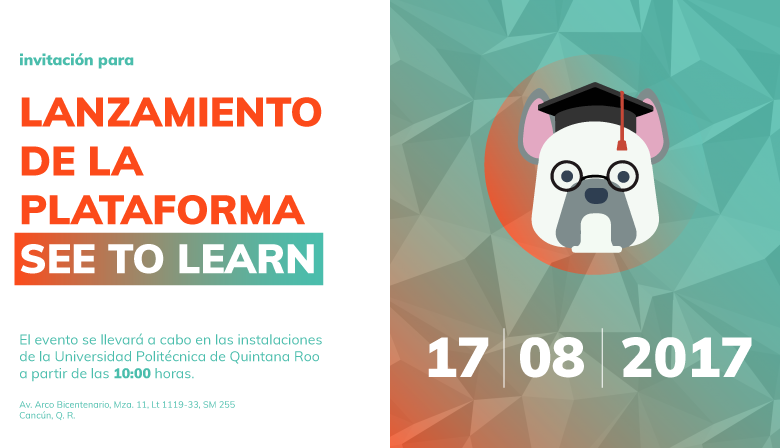 invitación para
LANZAMIENTO
DE LA
PLATAFORMA
SEE TO LEARN
El evento se llevará a cabo en las instalaciones
de la Universidad Politécnica de Quintana Roo
a partir de las 10:00 horas.
Av. Arco Bicentenario, Mza. 11, Lt 1119-33, SM 255
Cancún, Q. R.
17 08 2017